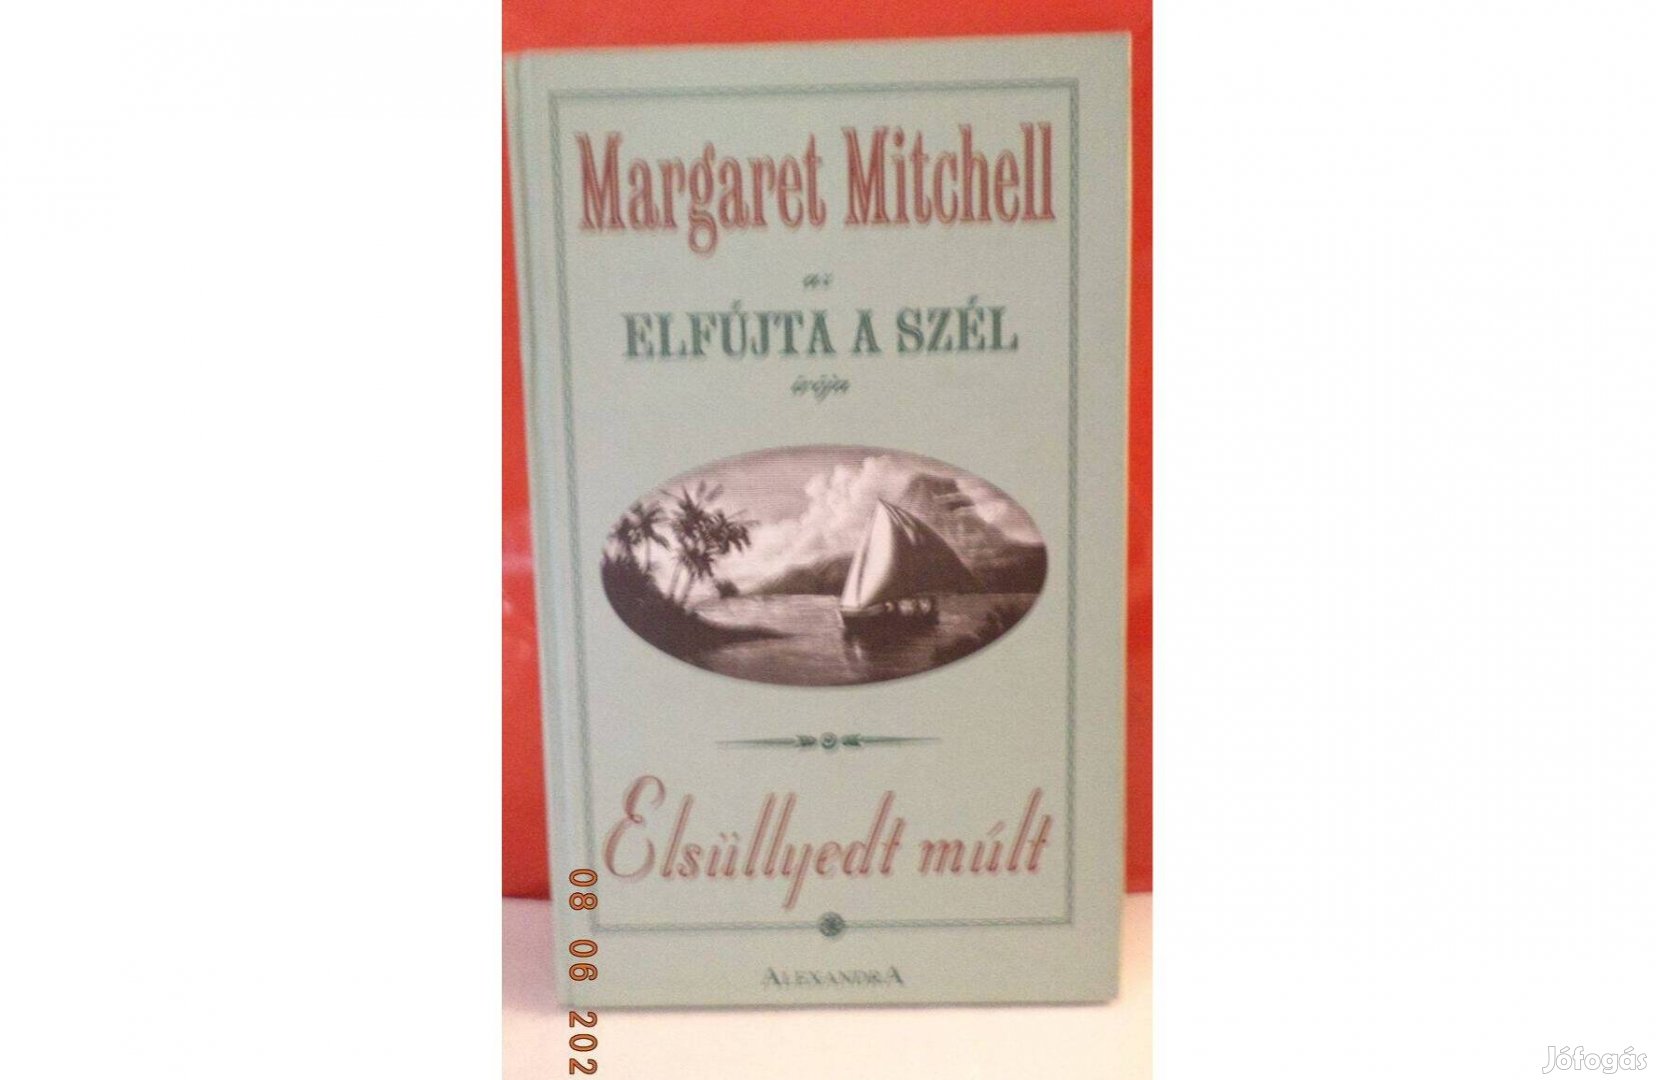 Margaret Mitchell
az
ELFÚJTA A SZÉL
írója
Elsüllyedt múlt
ALEXANDRA
08 06 202
Jófogás